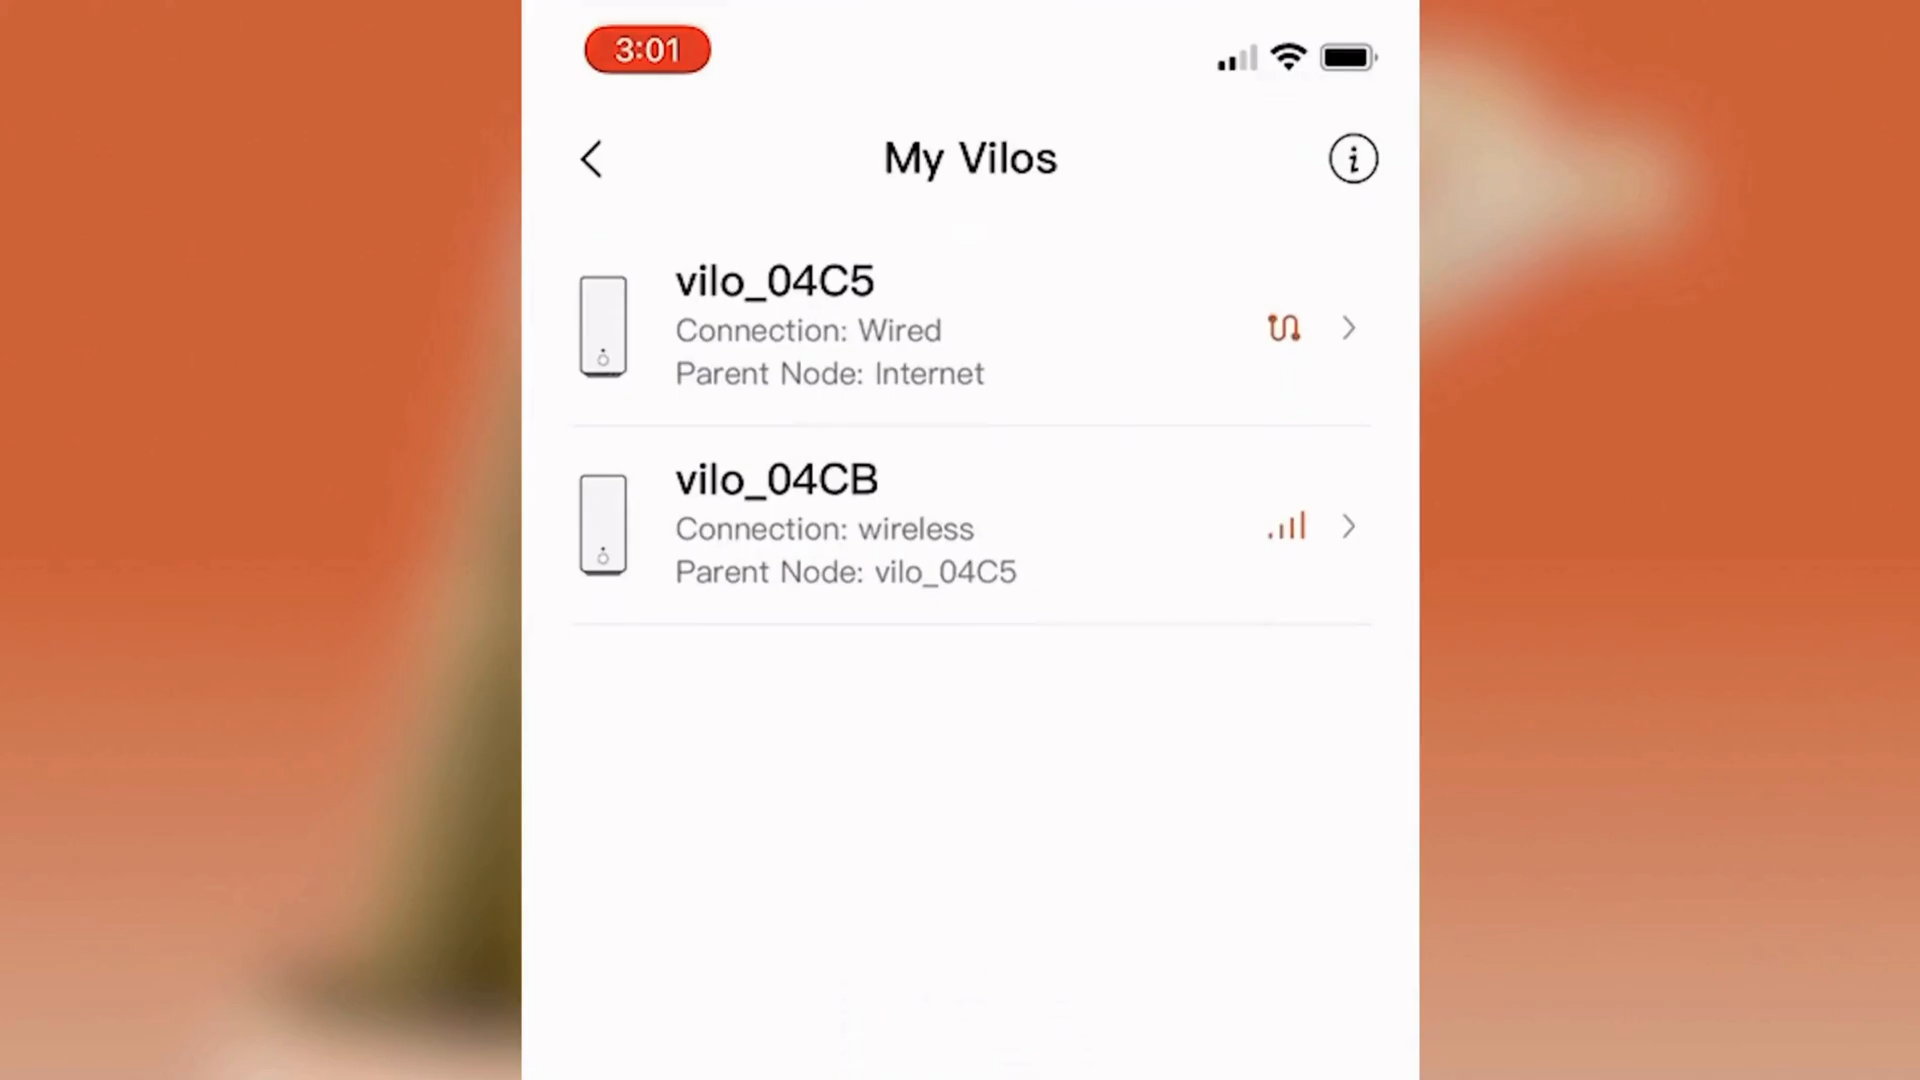 3:01
My Vilos
vilo_04C5
Connection: Wired
Parent Node: Internet
vilo_04CB
Connection: wireless
Parent Node: vilo_04C5